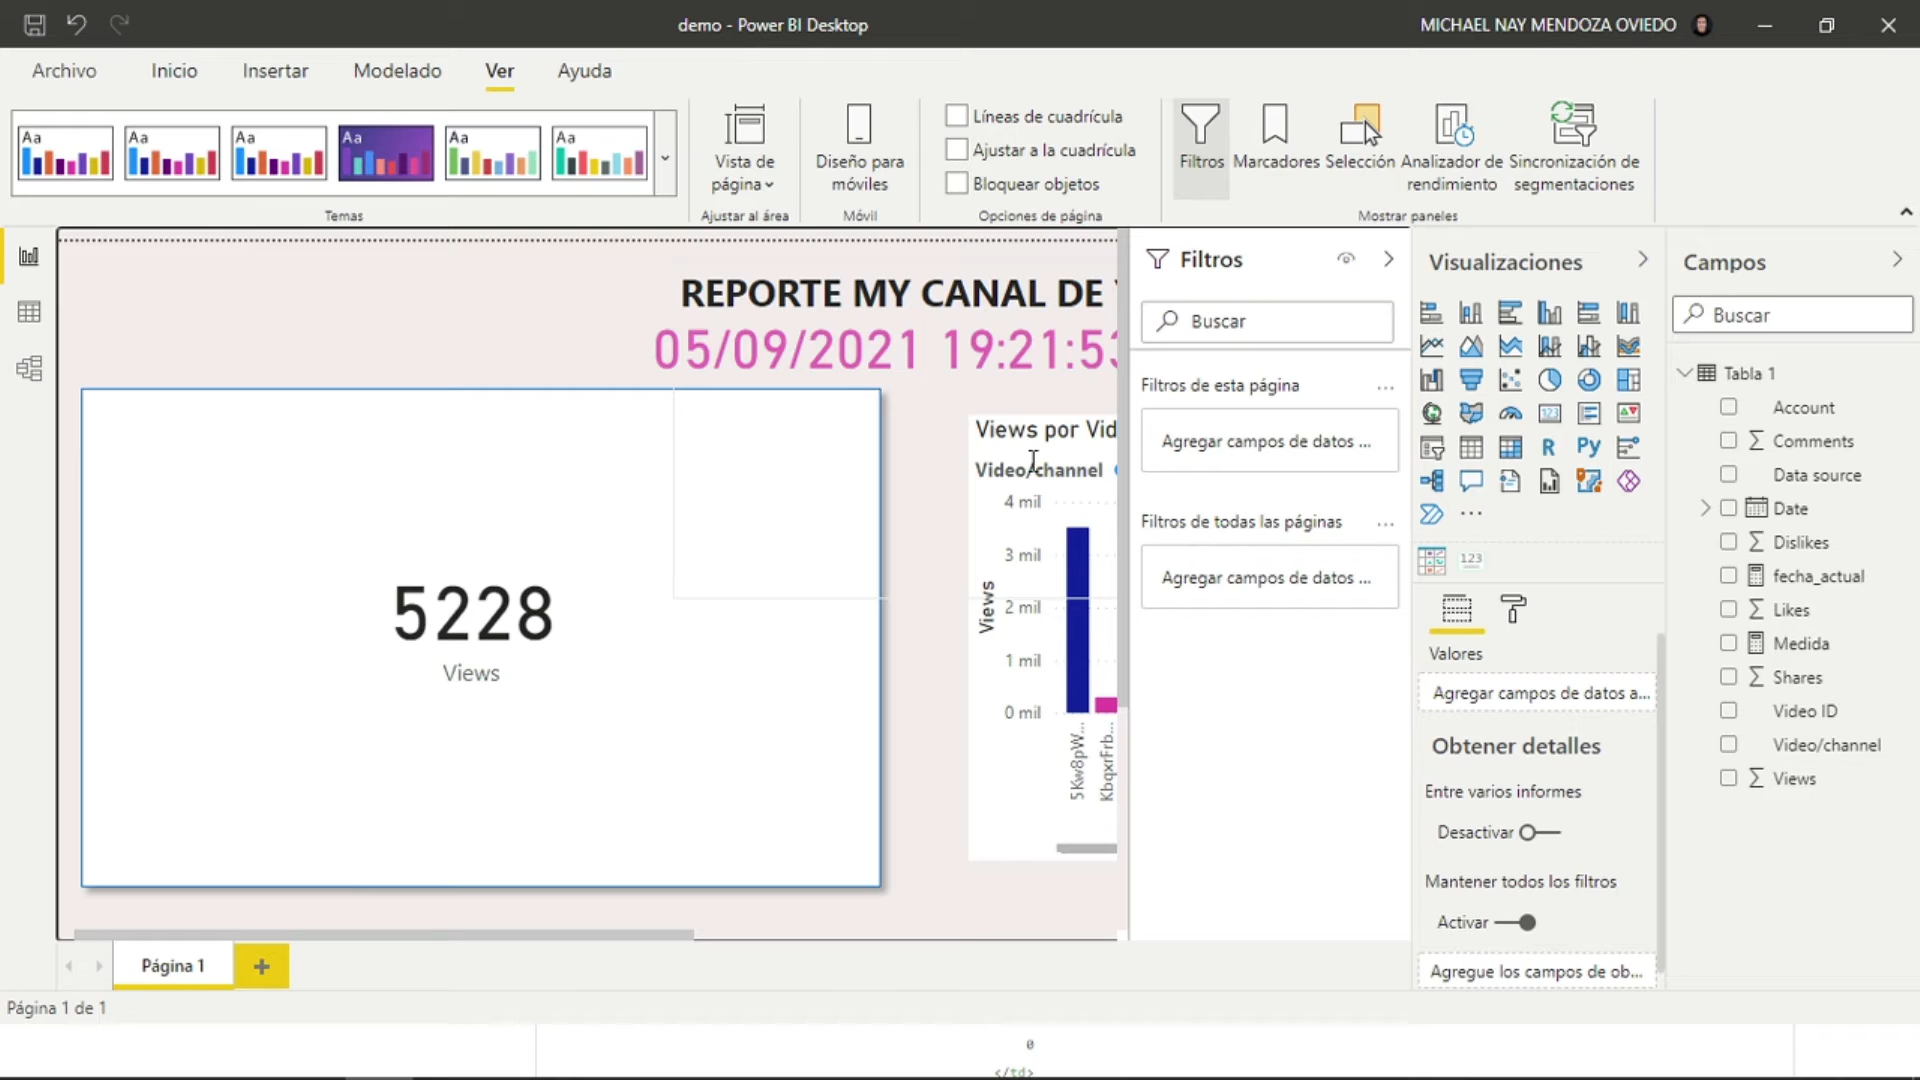 demo - Power BI Desktop
MICHAEL NAY MENDOZA OVIEDO
Archivo
Inicio
Insertar
Modelado
Ver
Ayuda
Aa
Aa
Aa
Aa
Aa
Aa
Temas
Vista de
página
Ajustar al área
Diseño para
móviles
Móvil
Líneas de cuadrícula
Ajustar a la cuadrícula
Bloquear objetos
Opciones de página
Filtros
Marcadores
Selección
Analizador de
rendimiento
Sincronización de
segmentaciones
Mostrar paneles
REPORTE MY CANAL DE
05/09/2021 19:21:53
5228
Views
Views por Vid
Video/channel
4 mil
3 mil
2 mil
1 mil
0 mil
Views
5Kw8pW...
KbqxrFrb...
Filtros
Buscar
Filtros de esta página
...
Agregar campos de datos ...
Filtros de todas las páginas
...
Agregar campos de datos ...
Visualizaciones
123
R
Py
...
123
Valores
Agregar campos de datos a...
Obtener detalles
Entre varios informes
Desactivar
Mantener todos los filtros
Activar
Agregue los campos de ob...
Campos
Buscar
Tabla 1
Account
Comments
Data source
Date
Dislikes
fecha_actual
Likes
Medida
Shares
Video ID
Video/channel
Views
Página 1
Página 1 de 1
0
</td>